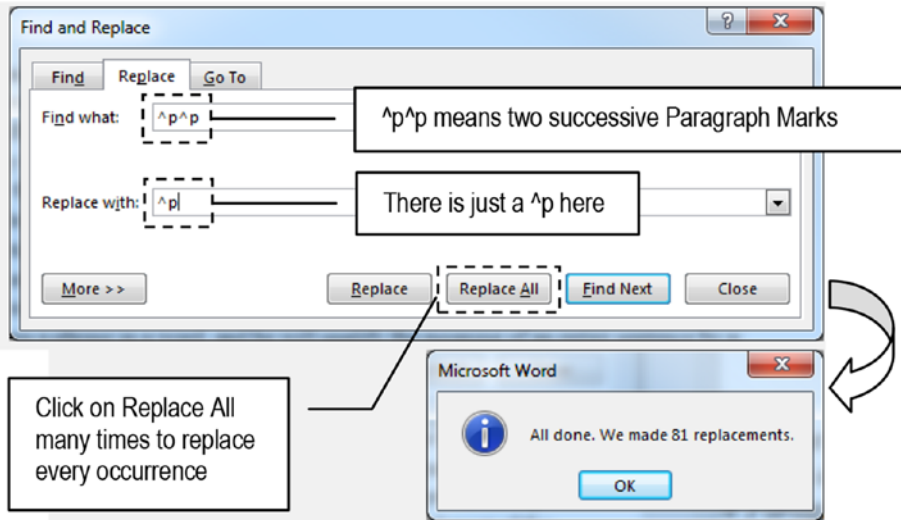 Find and Replace
Find Replace Go To
Find what: ^p^p
^p^p means two successive Paragraph Marks
Replace with: ^p
There is just a ^p here
More >> Replace Replace All Find Next Close
Microsoft Word
Click on Replace All
many times to replace
every occurrence
All done. We made 81 replacements.
OK